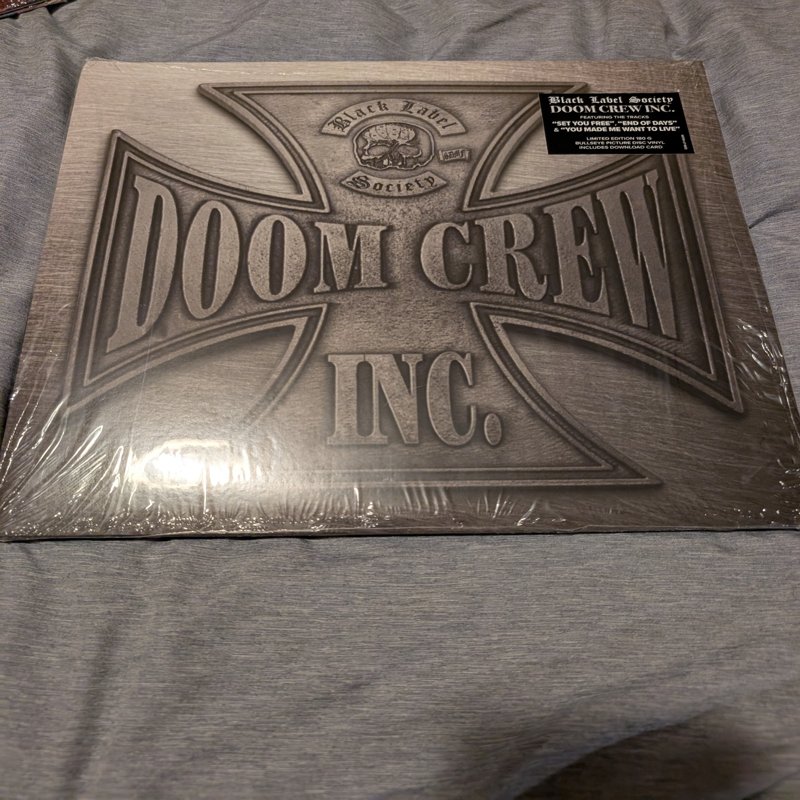 Black Label
Society
DOOM CREW
INC.
Black Label Society
DOOM CREW INC.
FEATURING THE TRACKS
"SET YOU FREE", "END OF DAYS"
& "YOU MADE ME WANT TO LIVE"
LIMITED EDITION 180 G
BULLSEYE PICTURE DISC VINYL
INCLUDES DOWNLOAD CARD